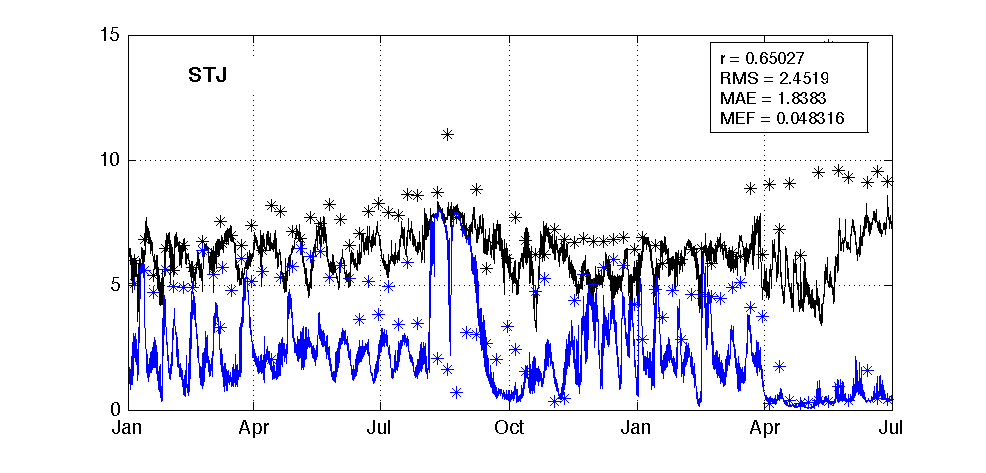 15
STJ
r = 0.65027
RMS = 2.4519
MAE = 1.8383
MEF = 0.048316
10
5
0
Jan Apr Jul Oct Jan Apr Jul